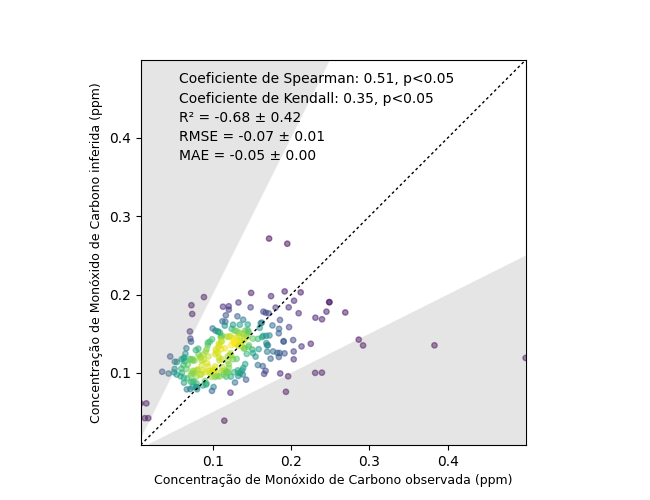 Coeficiente de Spearman: 0.51, p<0.05
Coeficiente de Kendall: 0.35, p<0.05
R² = -0.68 ± 0.42
RMSE = -0.07 ± 0.01
MAE = -0.05 ± 0.00
Concentração de Monóxido de Carbono inferida (ppm)
0.4
0.3
0.2
0.1
0.1 0.2 0.3 0.4
Concentração de Monóxido de Carbono observada (ppm)